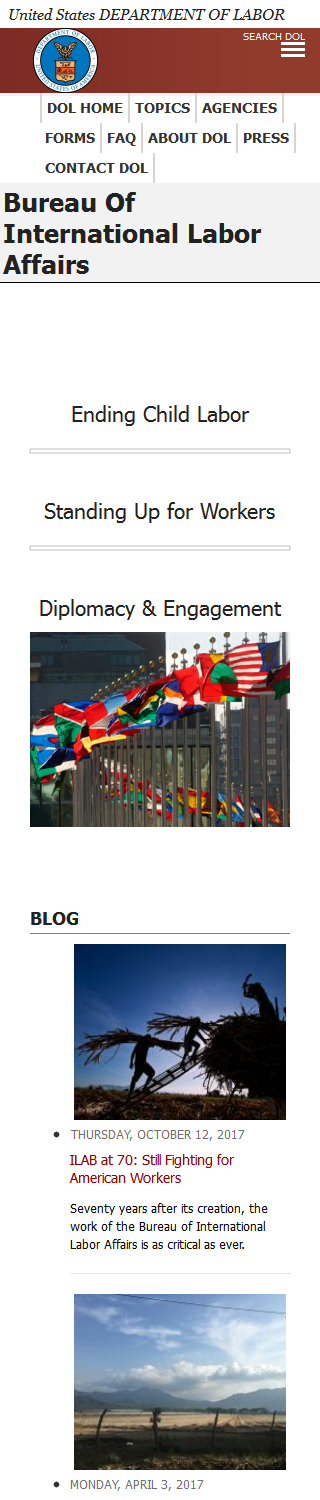 United States DEPARTMENT OF LABOR
SEARCH DOL
DOL HOME TOPICS AGENCIES
FORMS FAQ ABOUT DOL PRESS
CONTACT DOL
Bureau Of
International Labor
Affairs
Ending Child Labor
Standing Up for Workers
Diplomacy & Engagement
BLOG
THURSDAY, OCTOBER 12, 2017
ILAB at 70: Still Fighting for
American Workers
Seventy years after its creation, the
work of the Bureau of International
Labor Affairs is as critical as ever.
MONDAY, APRIL 3, 2017